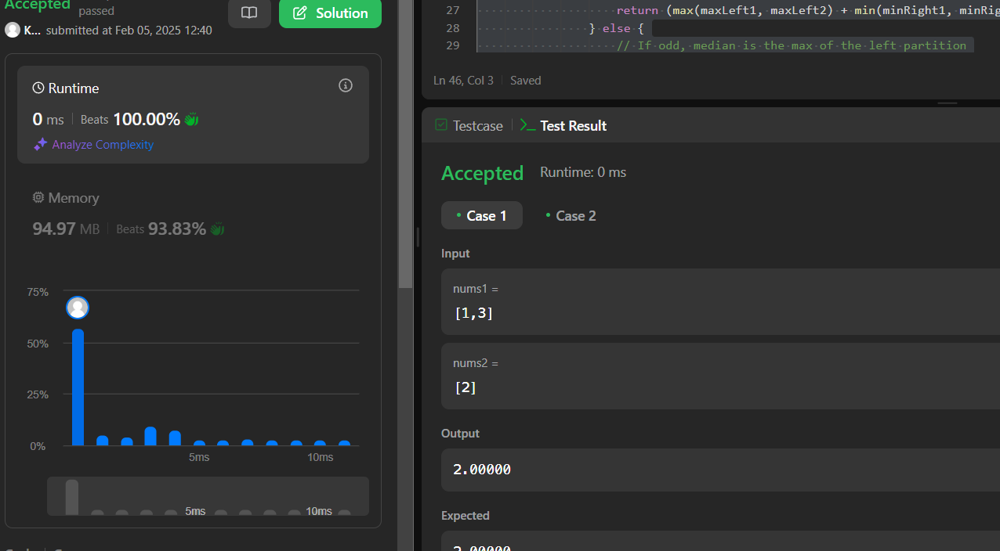 Accepted
passed
K... submitted at Feb 05, 2025 12:40
Solution
Runtime
0 ms | Beats 100.00%
Analyze Complexity
Memory
94.97 MB | Beats 93.83%
75%
50%
25%
0%
5ms 10ms
5ms 10ms
27 return (max(maxLeft1, maxLeft2) + min(minRight1,
28 } else {
29 // If odd, median is the max of the left partition
Ln 46, Col 3 | Saved
Testcase | >_ Test Result
Accepted Runtime: 0 ms
• Case 1 • Case 2
Input
nums1 =
[1,3]
nums2 =
[2]
Output
2.00000
Expected
2.00000